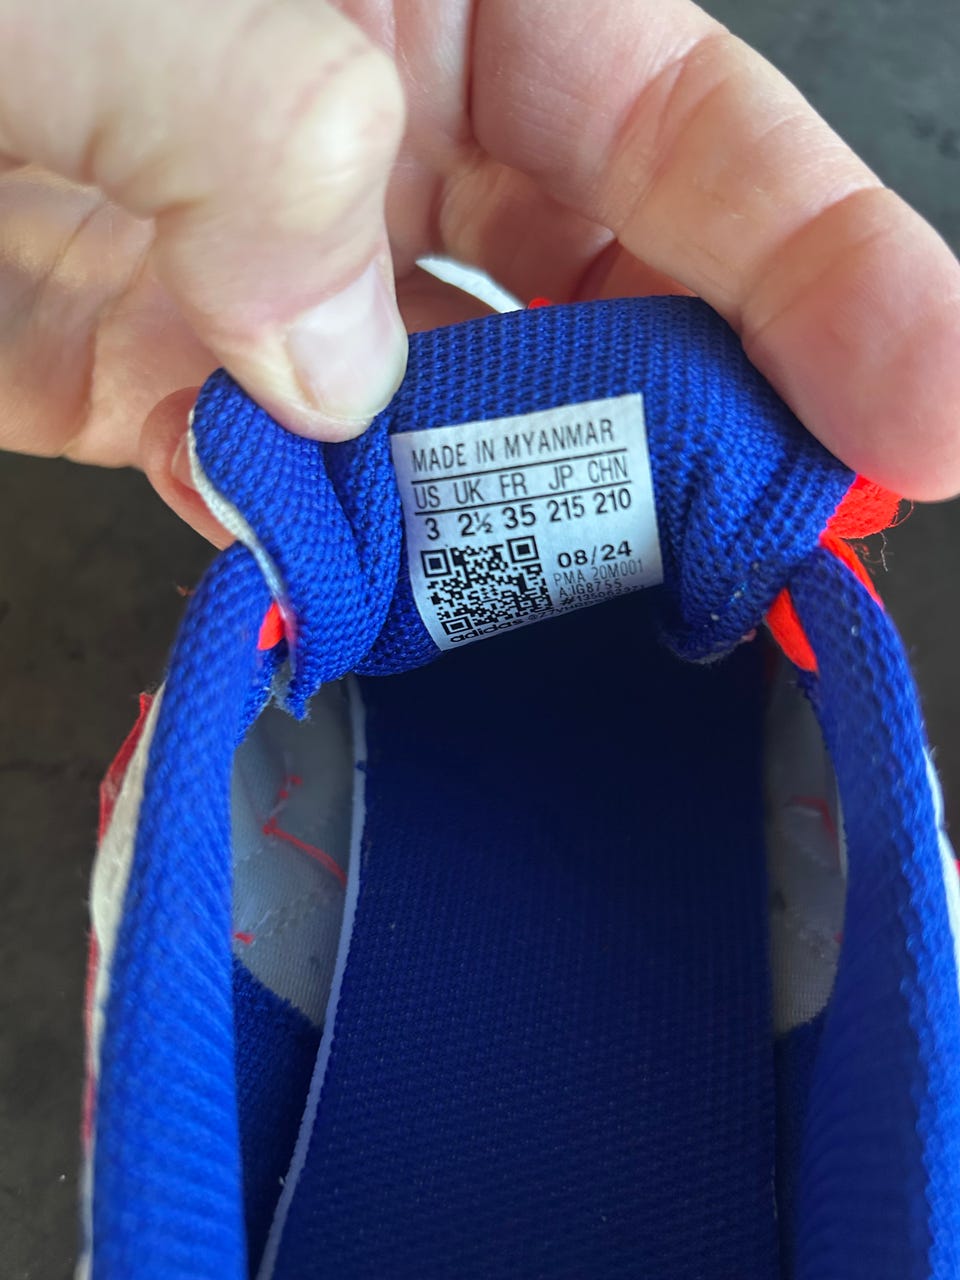 MADE IN MYANMAR
US UK FR JP CHN
3 2½ 35 215 210
08/24
PMA 20M001
adidas